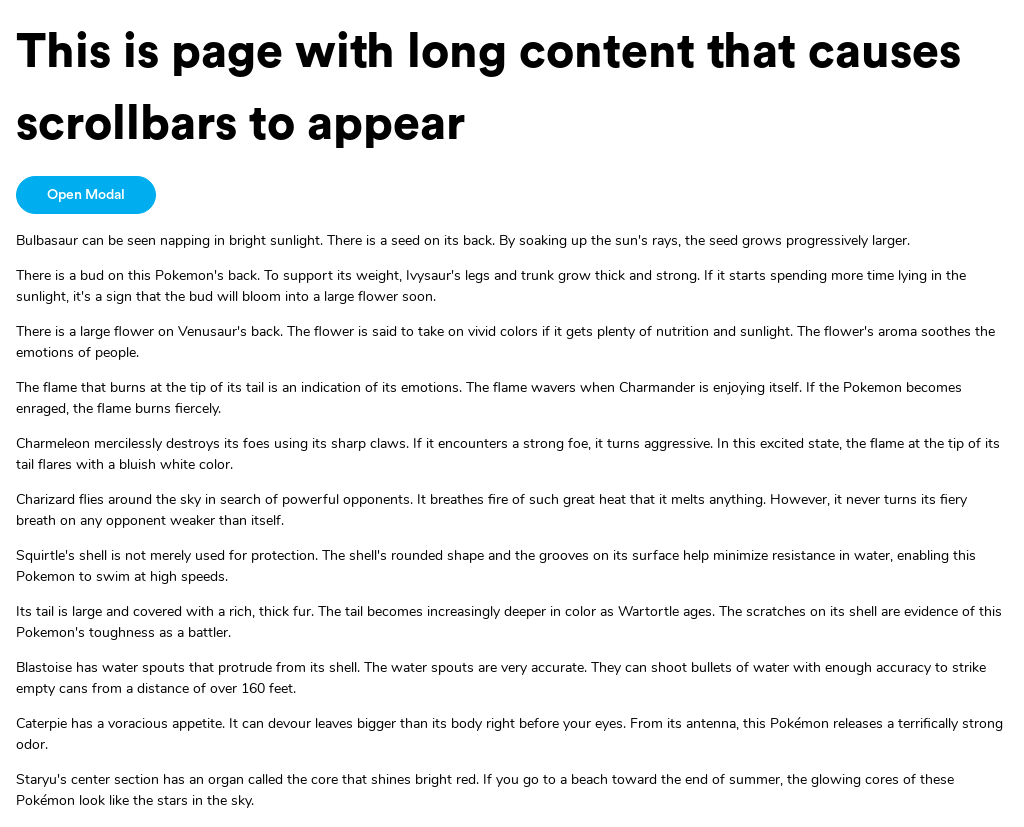 This is page with long content that causes
scrollbars to appear
Open Modal
Bulbasaur can be seen napping in bright sunlight. There is a seed on its back. By soaking up the sun's rays, the seed grows progressively larger.
There is a bud on this Pokemon's back. To support its weight, Ivysaur's legs and trunk grow thick and strong. If it starts spending more time lying in the
sunlight, it's a sign that the bud will bloom into a large flower soon.
There is a large flower on Venusaur's back. The flower is said to take on vivid colors if it gets plenty of nutrition and sunlight. The flower's aroma soothes the
emotions of people.
The flame that burns at the tip of its tail is an indication of its emotions. The flame wavers when Charmander is enjoying itself. If the Pokemon becomes
enraged, the flame burns fiercely.
Charmeleon mercilessly destroys its foes using its sharp claws. If it encounters a strong foe, it turns aggressive. In this excited state, the flame at the tip of its
tail flares with a bluish white color.
Charizard flies around the sky in search of powerful opponents. It breathes fire of such great heat that it melts anything. However, it never turns its fiery
breath on any opponent weaker than itself.
Squirtle's shell is not merely used for protection. The shell's rounded shape and the grooves on its surface help minimize resistance in water, enabling this
Pokemon to swim at high speeds.
Its tail is large and covered with a rich, thick fur. The tail becomes increasingly deeper in color as Wartortle ages. The scratches on its shell are evidence of this
Pokemon's toughness as a battler.
Blastoise has water spouts that protrude from its shell. The water spouts are very accurate. They can shoot bullets of water with enough accuracy to strike
empty cans from a distance of over 160 feet.
Caterpie has a voracious appetite. It can devour leaves bigger than its body right before your eyes. From its antenna, this Pokémon releases a terrifically strong
odor.
Staryu's center section has an organ called the core that shines bright red. If you go to a beach toward the end of summer, the glowing cores of these
Pokémon look like the stars in the sky.